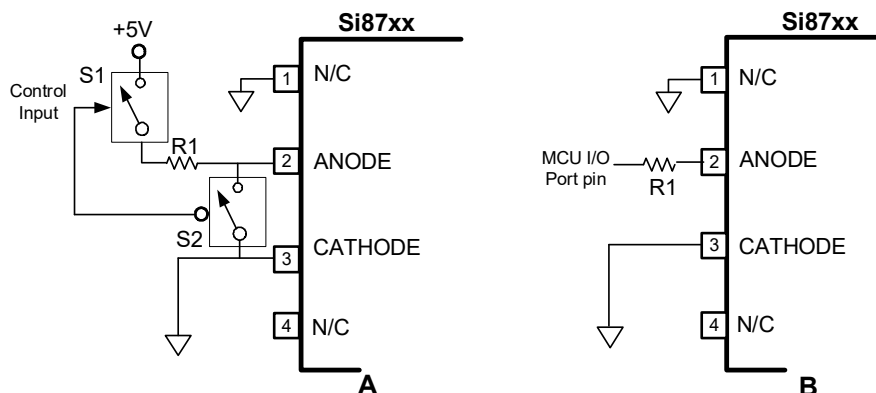 Si87xx
+5V
S1
Control
Input
1
N/C
R1
2
ANODE
S2
3
CATHODE
4
N/C
A
Si87xx
1
N/C
MCU I/O
Port pin
R1
2
ANODE
3
CATHODE
4
N/C
B